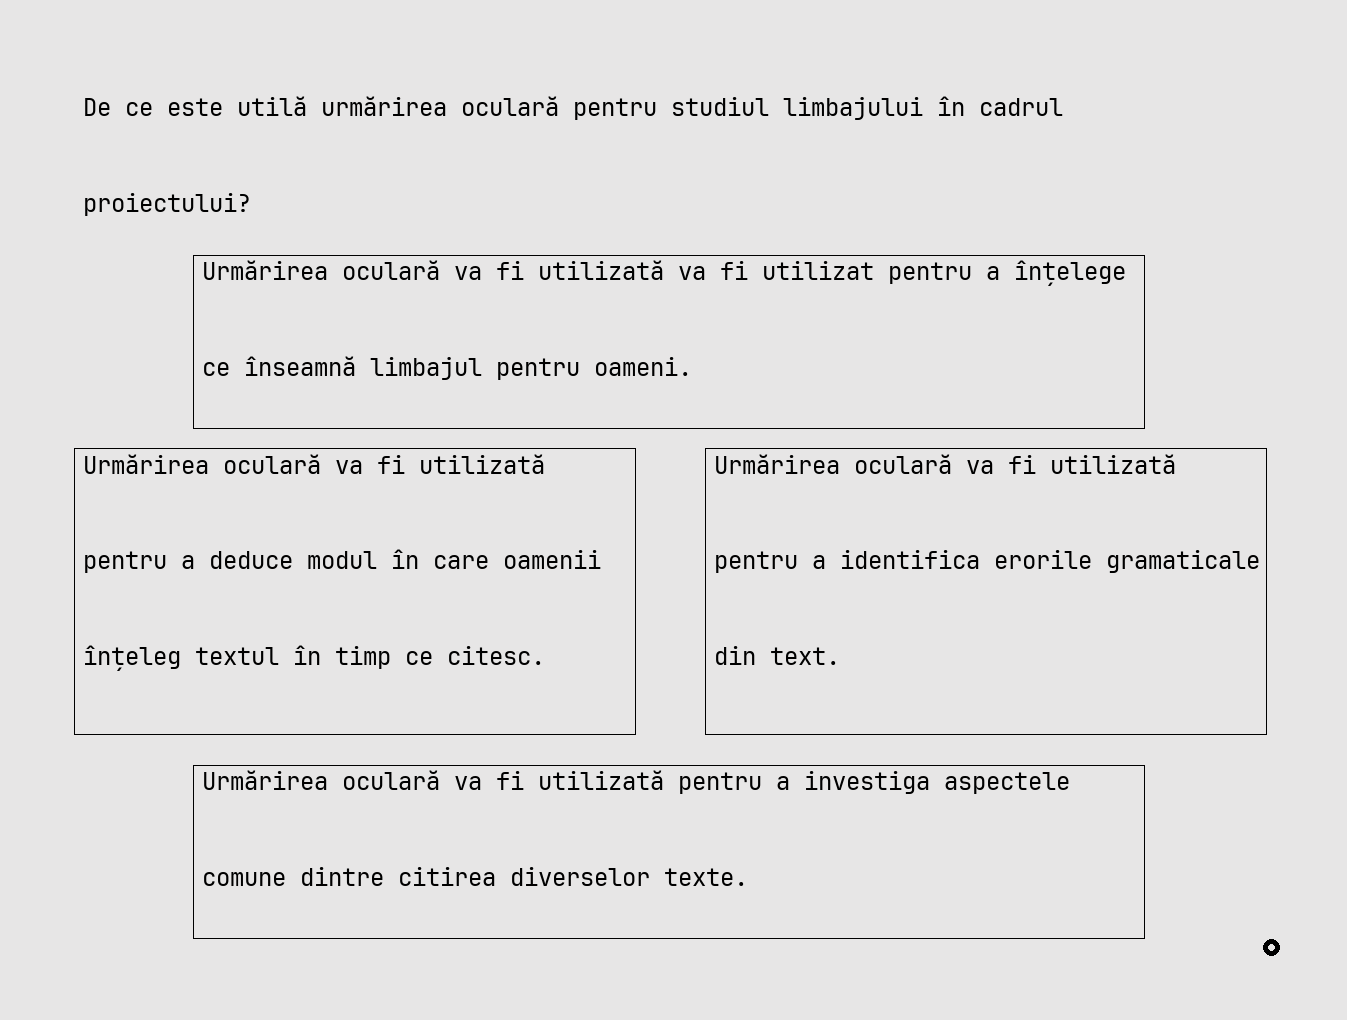 De ce este utilă urmărirea oculară pentru studiul limbajului în cadrul
proiectului?
Urmărirea oculară va fi utilizată va fi utilizat pentru a înțelege
ce înseamnă limbajul pentru oameni.
Urmărirea oculară va fi utilizată
pentru a deduce modul în care oamenii
înțeleg textul în timp ce citesc.
Urmărirea oculară va fi utilizată
pentru a identifica erorile gramaticale
din text.
Urmărirea oculară va fi utilizată pentru a investiga aspectele
comune dintre citirea diverselor texte.